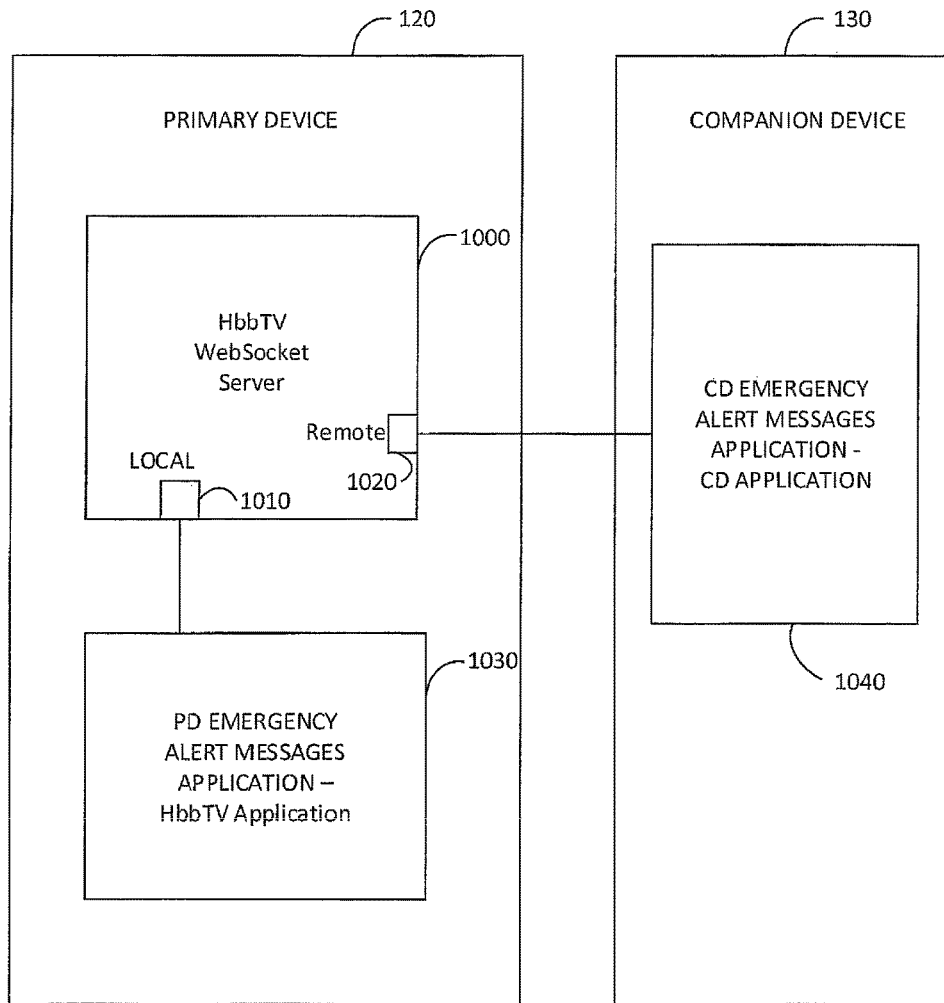 120
130
PRIMARY DEVICE
COMPANION DEVICE
1000
HbbTV
WebSocket
Server
Remote
1020
LOCAL
1010
CD EMERGENCY
ALERT MESSAGES
APPLICATION -
CD APPLICATION
1040
1030
PD EMERGENCY
ALERT MESSAGES
APPLICATION –
HbbTV Application